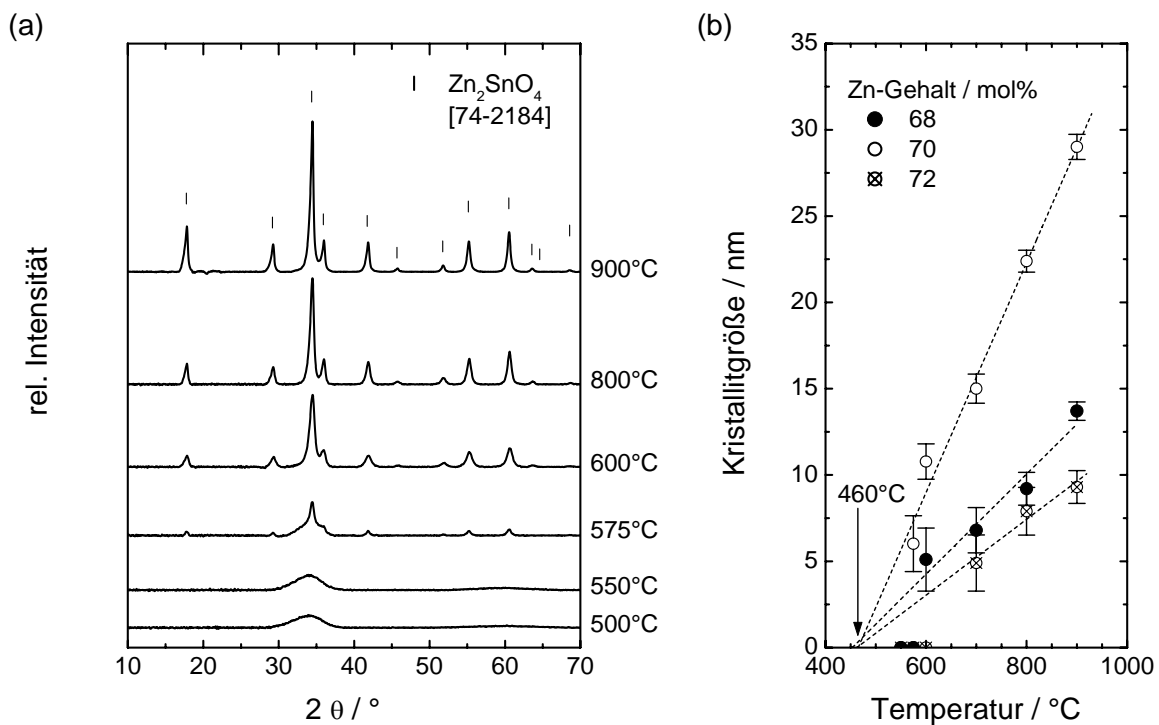 (a)
Zn2SnO4
[74-2184]
900°C
800°C
600°C
575°C
550°C
500°C
rel. Intensität
10 20 30 40 50 60 70
2 θ / °
(b)
35
30
25
20
15
10
5
0
Kristallitgröße / nm
Zn-Gehalt / mol%
68
70
72
460°C
400 600 800 1000
Temperatur / °C